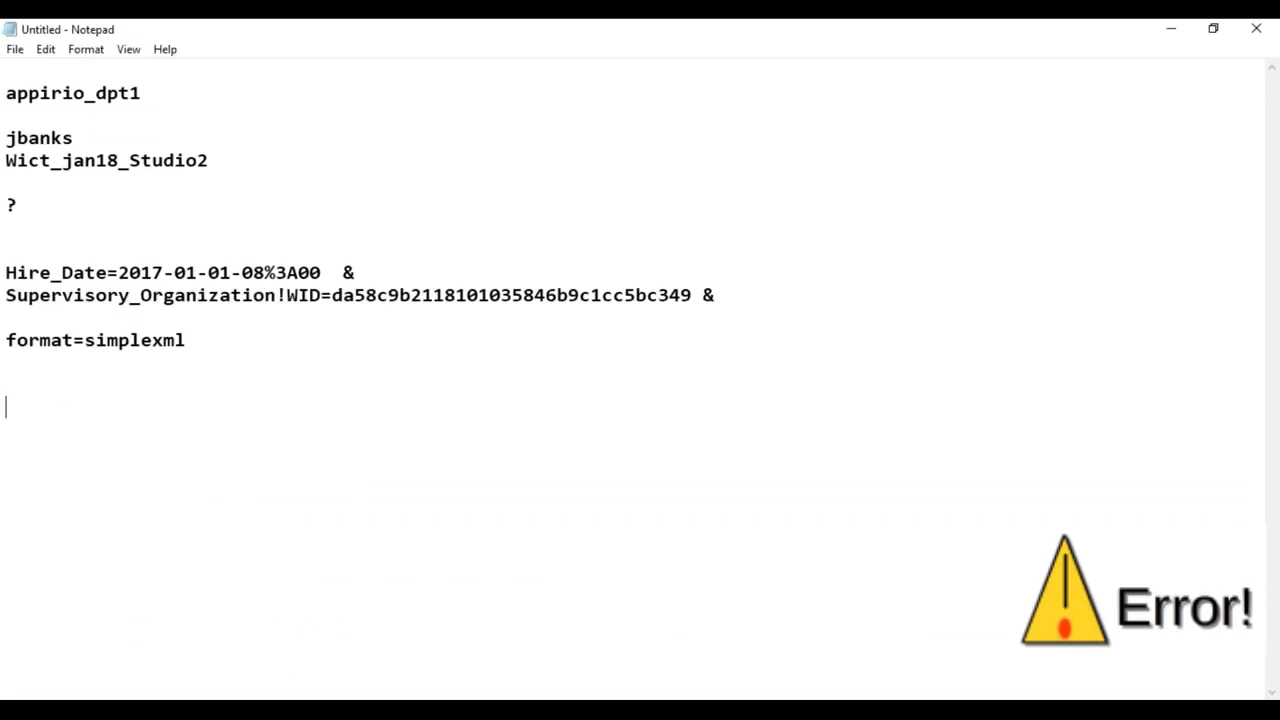 Untitled - Notepad
File Edit Format View Help
appirio_dpt1
jbanks
Wict_jan18_Studio2
?
Hire_Date=2017-01-01-08%3A00  &
Supervisory_Organization!WID=da58c9b2118101035846b9c1cc5bc349 &
format=simplexml
Error!